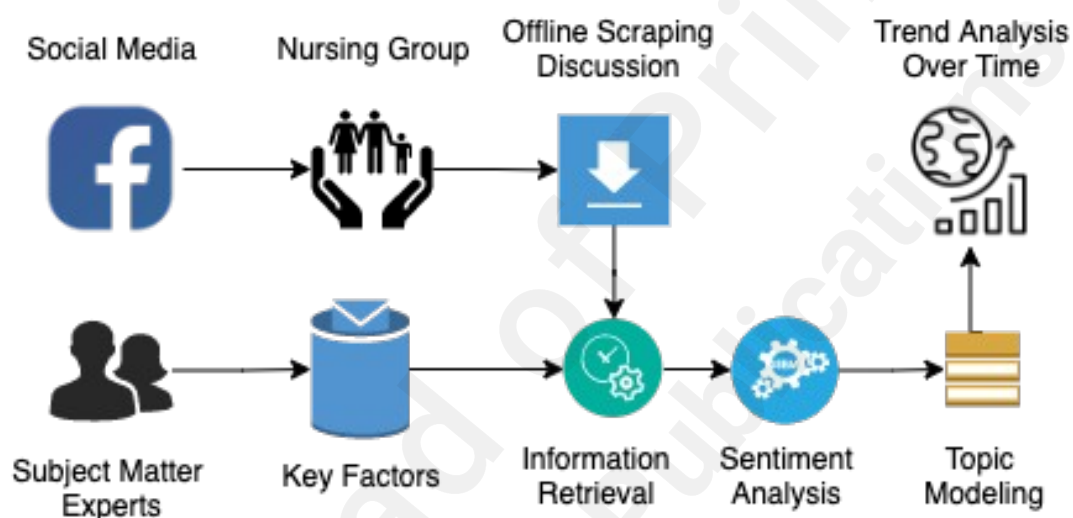 Social Media
Nursing Group
Offline Scraping
Discussion
Trend Analysis
Over Time
Subject Matter
Experts
Key Factors
Information
Retrieval
Sentiment
Analysis
Topic
Modeling